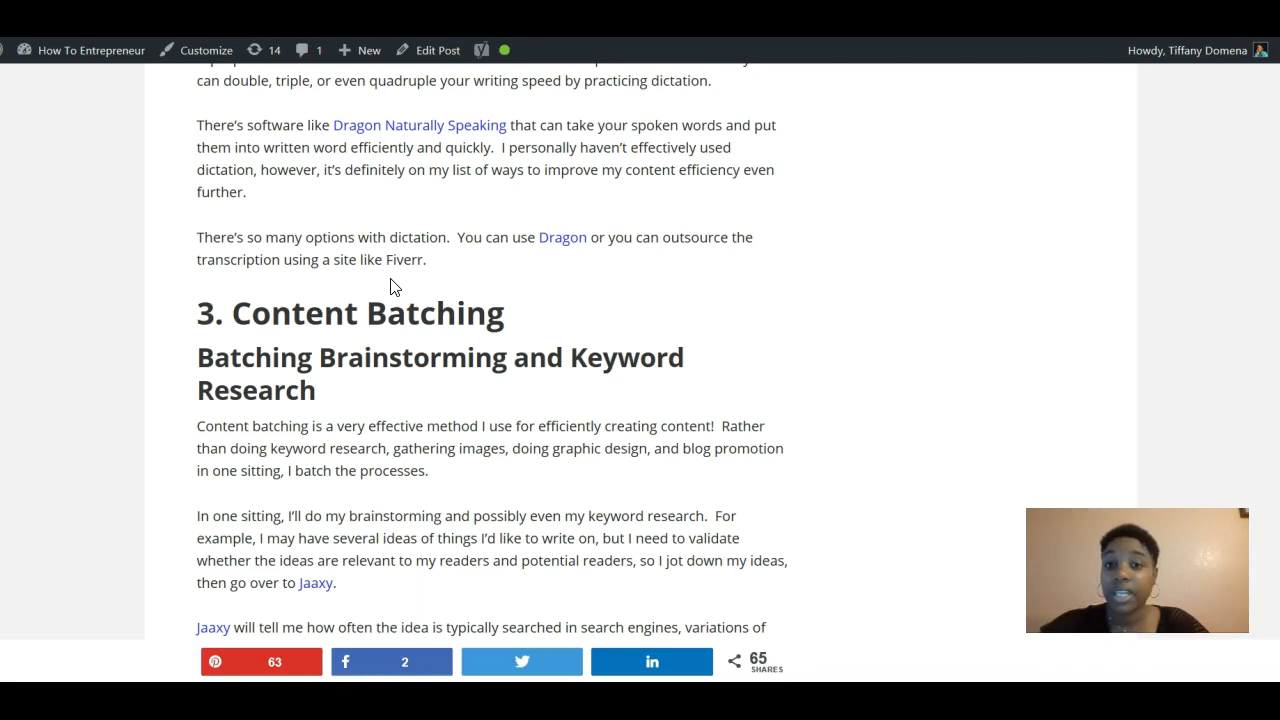 How To Entrepreneur Customize 14 1 New Edit Post Howdy, Tiffany Domena
can double, triple, or even quadruple your writing speed by practicing dictation.
There's software like Dragon Naturally Speaking that can take your spoken words and put
them into written word efficiently and quickly.  I personally haven't effectively used
dictation, however, it's definitely on my list of ways to improve my content efficiency even
further.
There's so many options with dictation.  You can use Dragon or you can outsource the
transcription using a site like Fiverr.
3. Content Batching
Batching Brainstorming and Keyword
Research
Content batching is a very effective method I use for efficiently creating content!  Rather
than doing keyword research, gathering images, doing graphic design, and blog promotion
in one sitting, I batch the processes.
In one sitting, I'll do my brainstorming and possibly even my keyword research.  For
example, I may have several ideas of things I'd like to write on, but I need to validate
whether the ideas are relevant to my readers and potential readers, so I jot down my ideas,
then go over to Jaaxy.
Jaaxy will tell me how often the idea is typically searched in search engines, variations of
63 2 65
SHARES